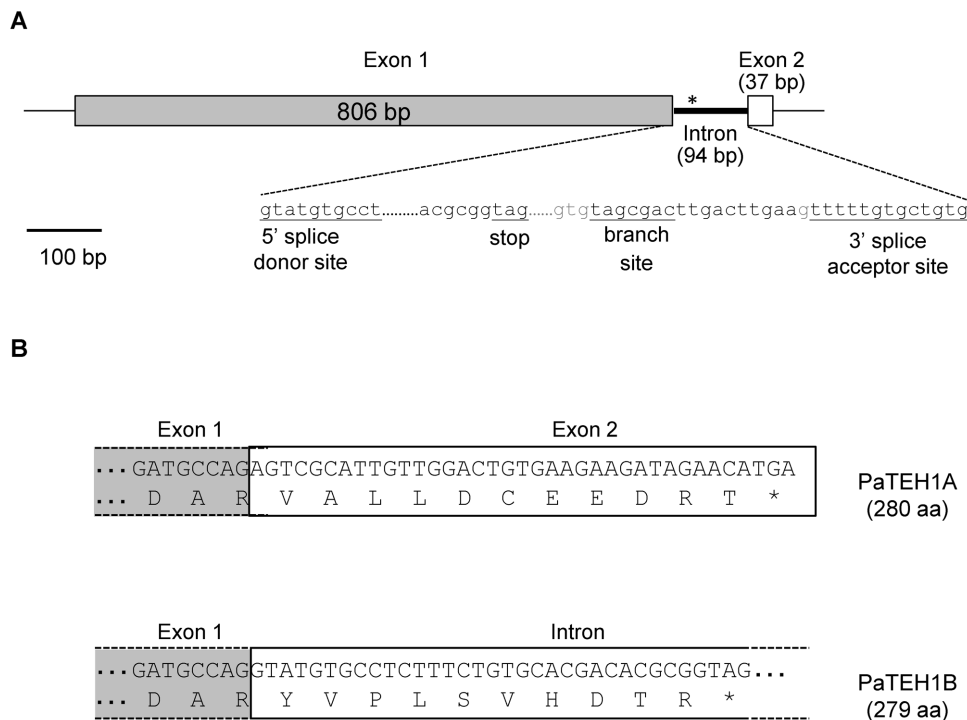 A
Exon 1
Exon 2
(37 bp)
806 bp
*
Intron
(94 bp)
gtatgtgcct........acgcggtag.....gtgtagcgacttgacttgaagtttttgtgctgtg
5' splice
donor site
stop
branch
site
3' splice
acceptor site
100 bp
B
Exon 1
Exon 2
...GATGCCAGAGTCGCATTGTTGGACTGTGAAGAAGATAGAACATGA
... D A R V A L L D C E E D R T *
PaTEH1A
(280 aa)
Exon 1
Intron
...GATGCCAGGTATGTGCCTCTTTCTGTGCACGACACGCGGTAG...
... D A R Y V P L S V H D T R *
PaTEH1B
(279 aa)